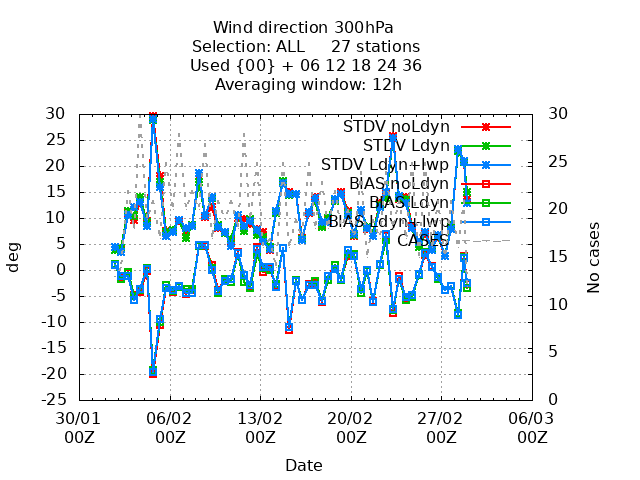 Wind direction 300hPa
Selection: ALL 27 stations
Used {00} + 06 12 18 24 36
Averaging window: 12h
30 30
STDV noLdyn
25
STDV Ldyn
20 25
STDV Ldyn+lwp
15
BIAS noLdyn
10 20
BIAS Ldyn
BIAS Ldyn+lwp
5
CASES
deg
No cases
0 15
-5
-10 10
-15
5
-20
-25 0
30/01 06/02 13/02 20/02 27/02 06/03
00Z 00Z 00Z 00Z 00Z 00Z
Date